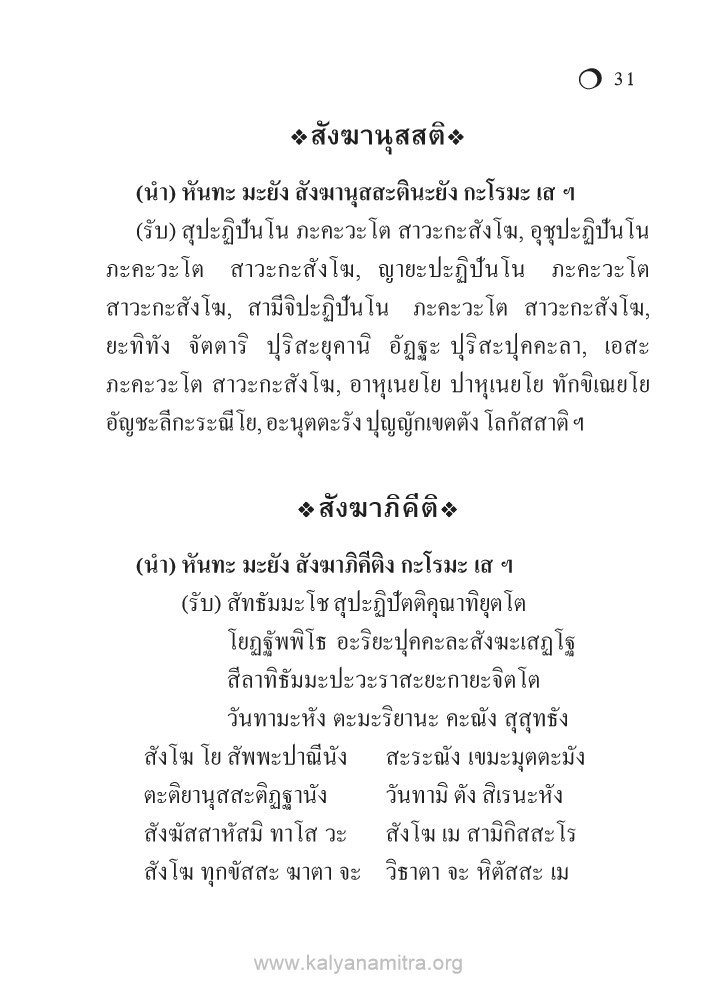 31
❖สังฆานุสสติ❖
(นำ) หันทะ มะยัง สังฆานุสสะตินะยัง กะโรมะ เส ฯ
(รับ) สุปะฏิปันโน ภะคะวะโต สาวะกะสังโฆ, อุชุปะฏิปันโน
ภะคะวะโต สาวะกะสังโฆ, ญายะปะฏิปันโน ภะคะวะโต
สาวะกะสังโฆ, สามีจิปะฏิปันโน ภะคะวะโต สาวะกะสังโฆ,
ยะทิทัง จัตตาริ ปุริสะยุคานิ อัฏฐะ ปุริสะปุคคะลา, เอสะ
ภะคะวะโต สาวะกะสังโฆ, อาหุเนยโย ปาหุเนยโย ทักขิเณยโย
อัญชะลีกะระณีโย, อะนุตตะรัง ปุญญักเขตตัง โลกัสสาติ ฯ
❖สังฆาภิคีติ❖
(นำ) หันทะ มะยัง สังฆาภิคีติง กะโรมะ เส ฯ
(รับ) สัทธัมมะโช สุปะฏิปัตติคุณาทิยุตโต
โยฏฐัพพิโธ อะริยะปุคคะละสังฆะเสฏโฐ
สีลาทิธัมมะปะวะราสะยะกายะจิตโต
วันทามะหัง ตะมะริยานะ คะณัง สุสุทธัง
สังโฆ โย สัพพะปาณีนัง สะระณัง เขมะมุตตะมัง
ตะติยานุสสะติฏฐานัง วันทามิ ตัง สิเรนะหัง
สังฆัสสาหัสมิ ทาโส วะ สังโฆ เม สามิกิสสะโร
สังโฆ ทุกขัสสะ ฆาตา จะ วิธาตา จะ หิตัสสะ เม
www.kalyanamitra.org